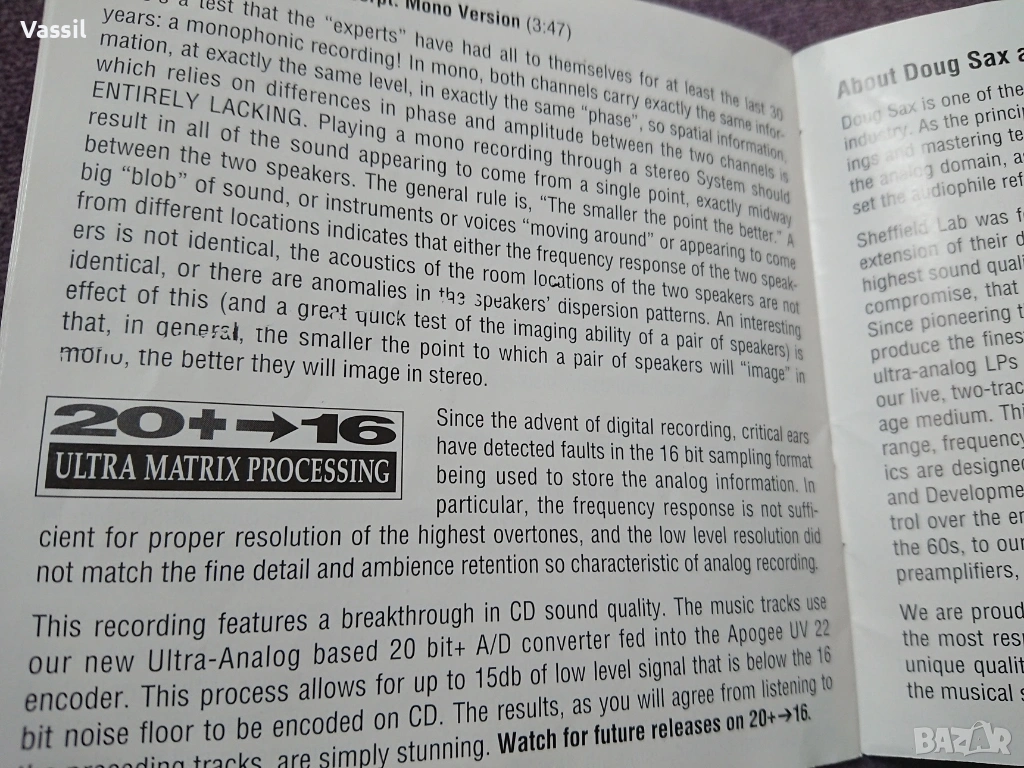 Vassil
rpt. Mono Version (3:47)
a test that the “experts” have had all to themselves for at least the last 30
years: a monophonic recording! In mono, both channels carry exactly the same infor-
mation, at exactly the same level, in exactly the same “phase”, so spatial information,
which relies on differences in phase and amplitude between the two channels is
ENTIRELY LACKING. Playing a mono recording through a stereo System should
result in all of the sound appearing to come from a single point, exactly midway
between the two speakers. The general rule is, “The smaller the point the better.” A
big “blob” of sound, or instruments or voices “moving around” or appearing to come
from different locations indicates that either the frequency response of the two speak-
ers is not identical, the acoustics of the room locations of the two speakers are not
identical, or there are anomalies in the speakers’ dispersion patterns. An interesting
effect of this (and a great quick test of the imaging ability of a pair of speakers) is
that, in general, the smaller the point to which a pair of speakers will “image” in
mono, the better they will image in stereo.
20+→16
ULTRA MATRIX PROCESSING
Since the advent of digital recording, critical ears
have detected faults in the 16 bit sampling format
being used to store the analog information. In
particular, the frequency response is not suffi-
cient for proper resolution of the highest overtones, and the low level resolution did
not match the fine detail and ambience retention so characteristic of analog recording.
This recording features a breakthrough in CD sound quality. The music tracks use
our new Ultra-Analog based 20 bit+ A/D converter fed into the Apogee UV 22
encoder. This process allows for up to 15db of low level signal that is below the 16
bit noise floor to be encoded on CD. The results, as you will agree from listening to
the preceding tracks, are simply stunning. Watch for future releases on 20+→16.
About Doug Sax a
Doug Sax is one of the
industry. As the princip
ings and mastering te
the analog domain, as
set the audiophile ref
Sheffield Lab was f
extension of their d
highest sound quali
compromise, that
Since pioneering t
produce the fines
ultra-analog LPs
our live, two-trac
age medium. Thi
range, frequency
ics are designed
and Developme
trol over the en
the 60s, to our
preamplifiers,
We are proud
the most resp
unique qualit
the musical s
BAZAR